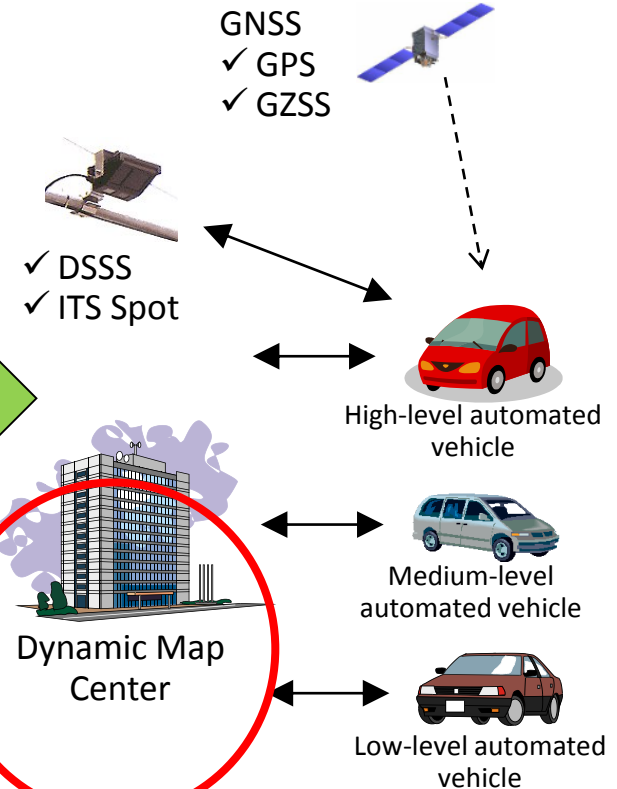 GNSS
✓ GPS
✓ GZSS
✓ DSSS
✓ ITS Spot
High-level automated
vehicle
Medium-level
automated vehicle
Dynamic Map
Center
Low-level automated
vehicle